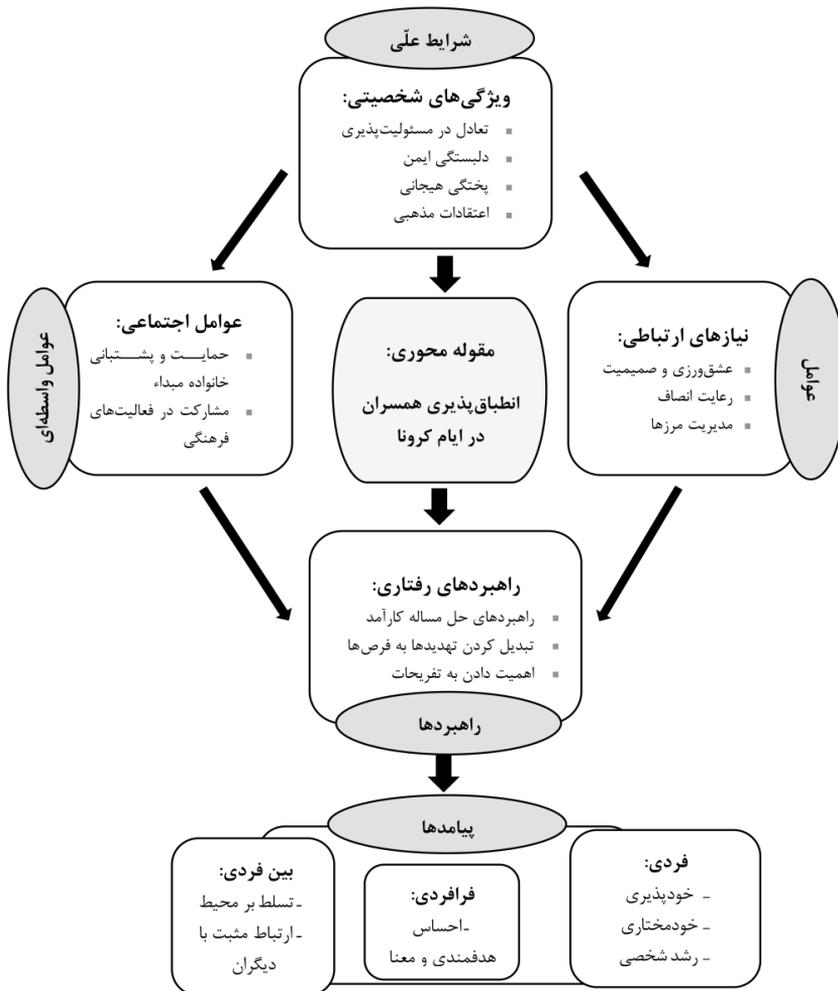 شرایط علّی
ویژگی‌های شخصیتی:
▪ تعادل در مسئولیت‌پذیری
▪ دلبستگی ایمن
▪ پختگی هیجانی
▪ اعتقادات مذهبی
عوامل
نیازهای ارتباطی:
▪ عشق‌ورزی و صمیمیت
▪ رعایت انصاف
▪ مدیریت مرزها
مقوله محوری:
انطباق‌پذیری همسران
در ایام کرونا
عوامل اجتماعی:
▪ حمایت و پشتبانی
خانواده مبداء
▪ مشارکت در فعالیت‌های
فرهنگی
عوامل واسطه‌ای
راهبردهای رفتاری:
▪ راهبردهای حل مساله کارآمد
▪ تبدیل کردن تهدیدها به فرص‌ها
▪ اهمیت دادن به تفریحات
راهبردها
پیامدها
فردی:
- خودپذیری
- خودمختاری
- رشد شخصی
فرافردی:
-احساس
هدفمندی و معنا
بین فردی:
-تسلط بر محیط
-ارتباط مثبت با
دیگران